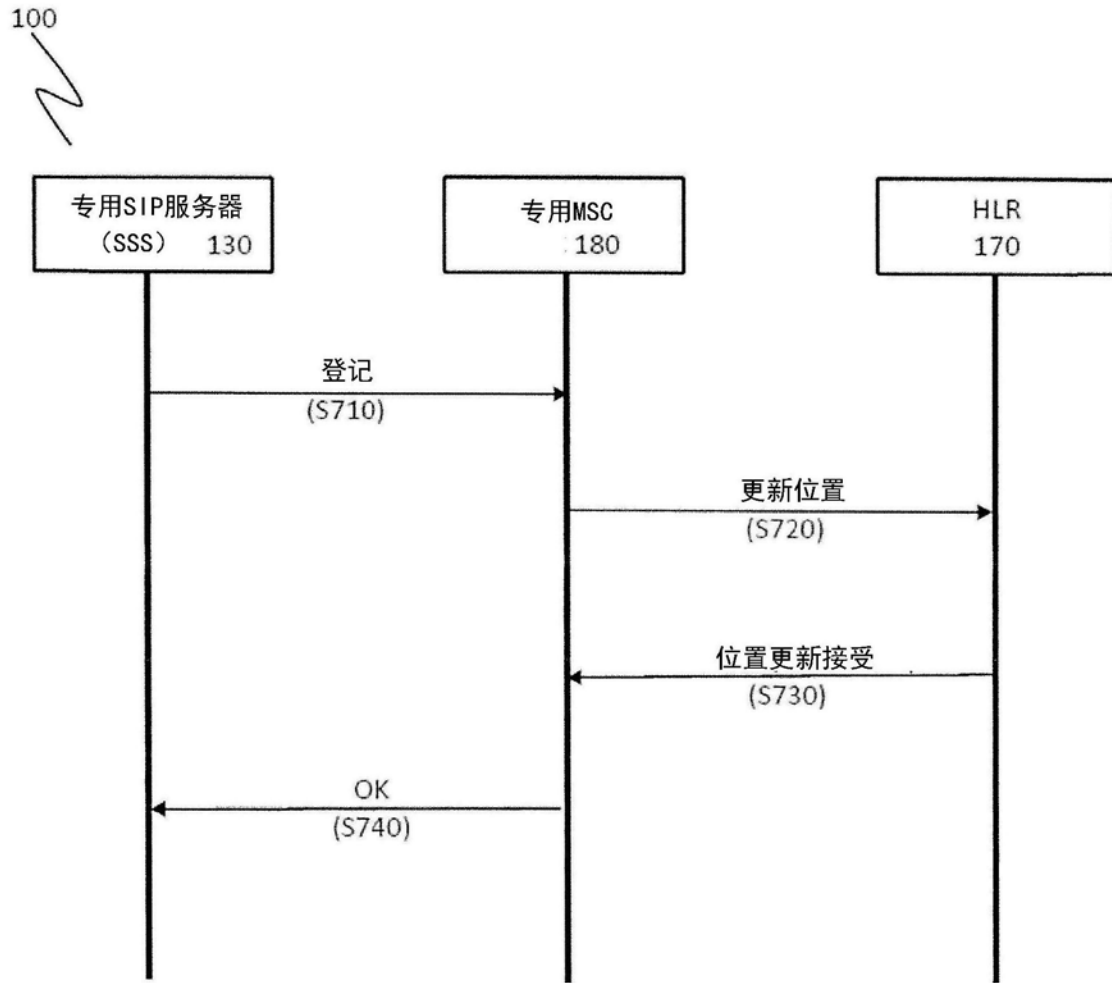 100
专用SIP服务器
（SSS） 130
专用MSC
180
HLR
170
登记
(S710)
更新位置
(S720)
位置更新接受
(S730)
OK
(S740)